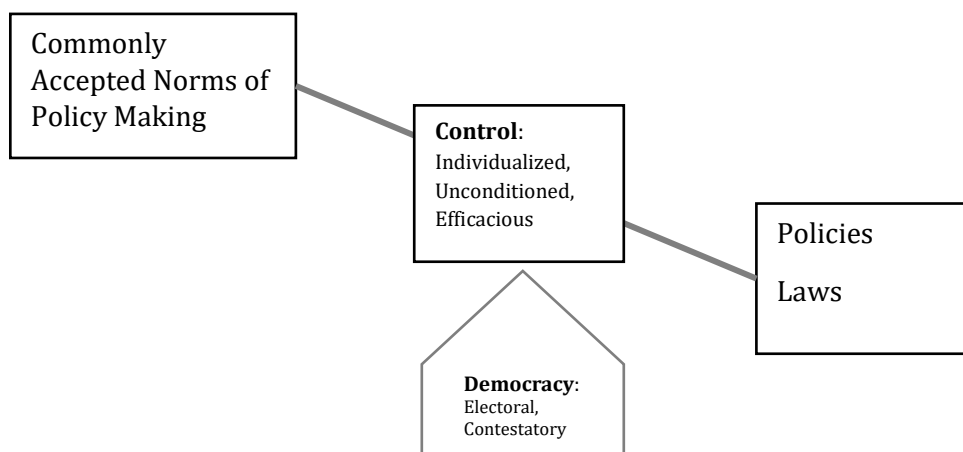 Commonly
Accepted Norms of
Policy Making
Control:
Individualized,
Unconditioned,
Efficacious
Policies
Laws
Democracy:
Electoral,
Contestatory